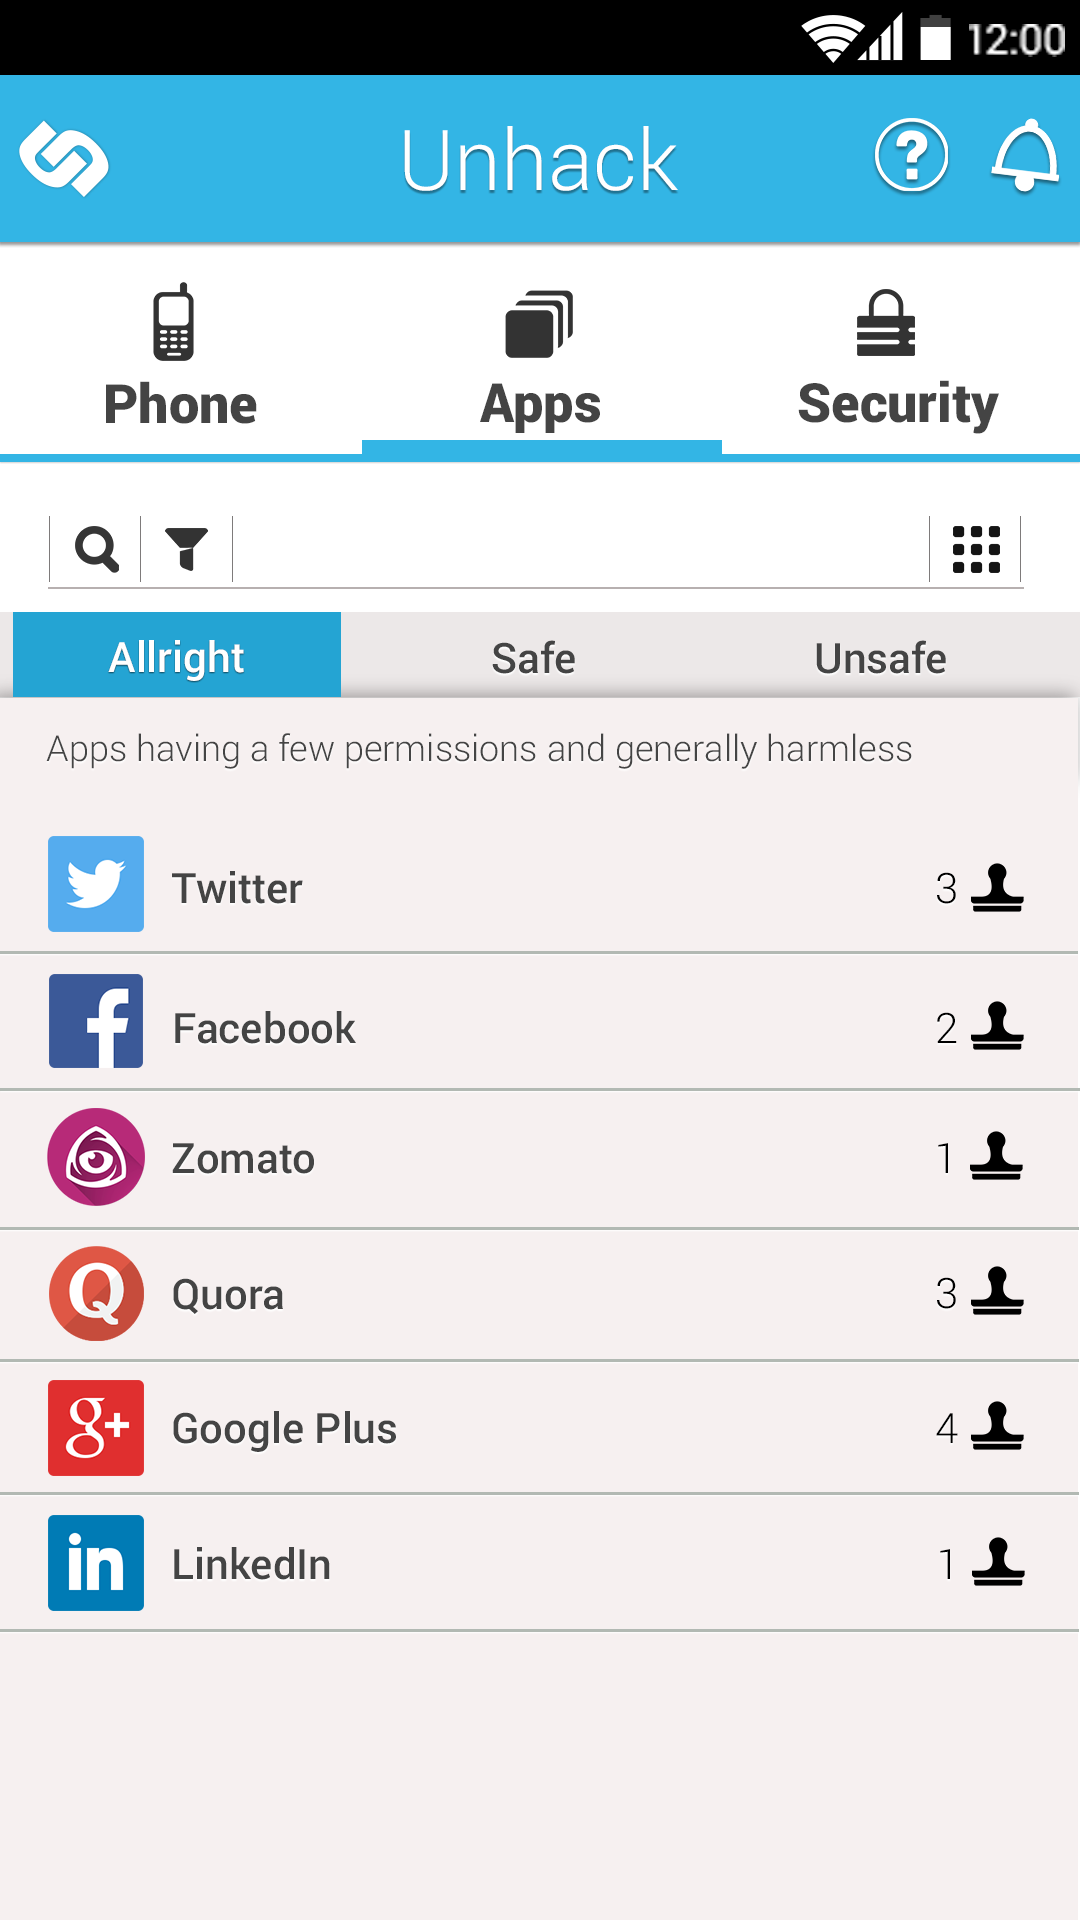 12:00
Unhack
?
Phone Apps Security
Allright Safe Unsafe
Apps having a few permissions and generally harmless
Twitter 3
f Facebook 2
Zomato 1
Q Quora 3
g+ Google Plus 4
in LinkedIn 1